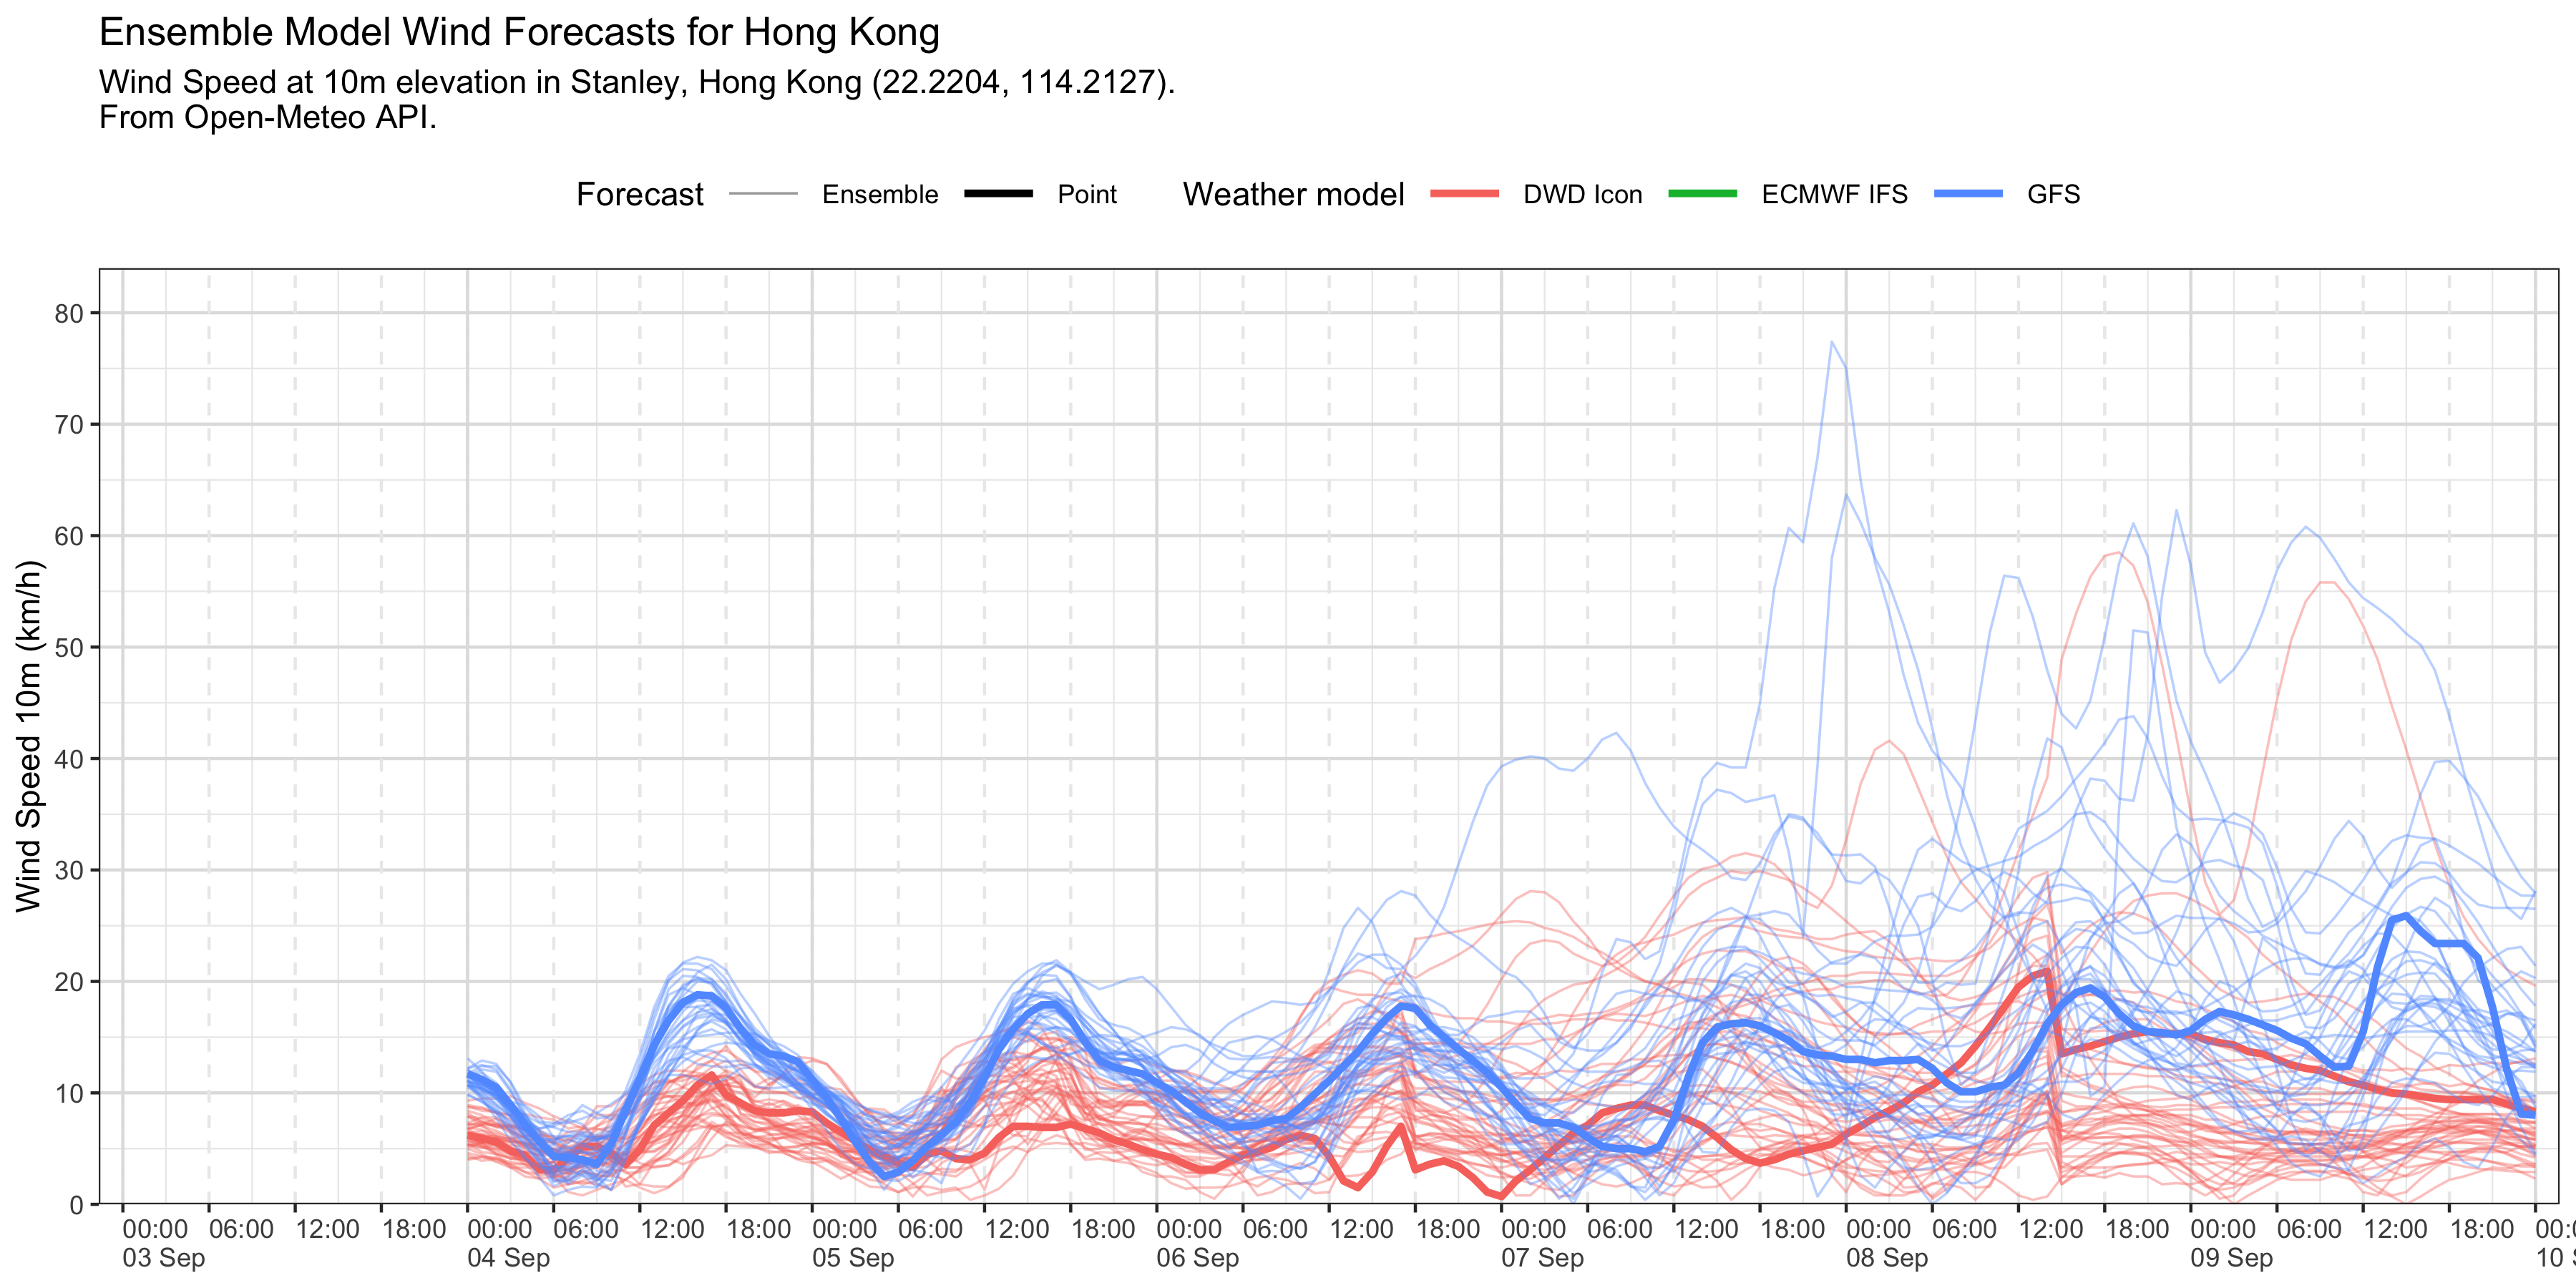 Ensemble Model Wind Forecasts for Hong Kong
Wind Speed at 10m elevation in Stanley, Hong Kong (22.2204, 114.2127).
From Open-Meteo API.
Forecast Ensemble Point Weather model DWD Icon ECMWF IFS GFS
Wind Speed 10m (km/h)
80
70
60
50
40
30
20
10
0
00:00 06:00 12:00 18:00 00:00 06:00 12:00 18:00 00:00 06:00 12:00 18:00 00:00 06:00 12:00 18:00 00:00 06:00 12:00 18:00 00:00 06:00 12:00 18:00 00:00 06:00 12:00 18:00
03 Sep 04 Sep 05 Sep 06 Sep 07 Sep 08 Sep 09 Sep 10